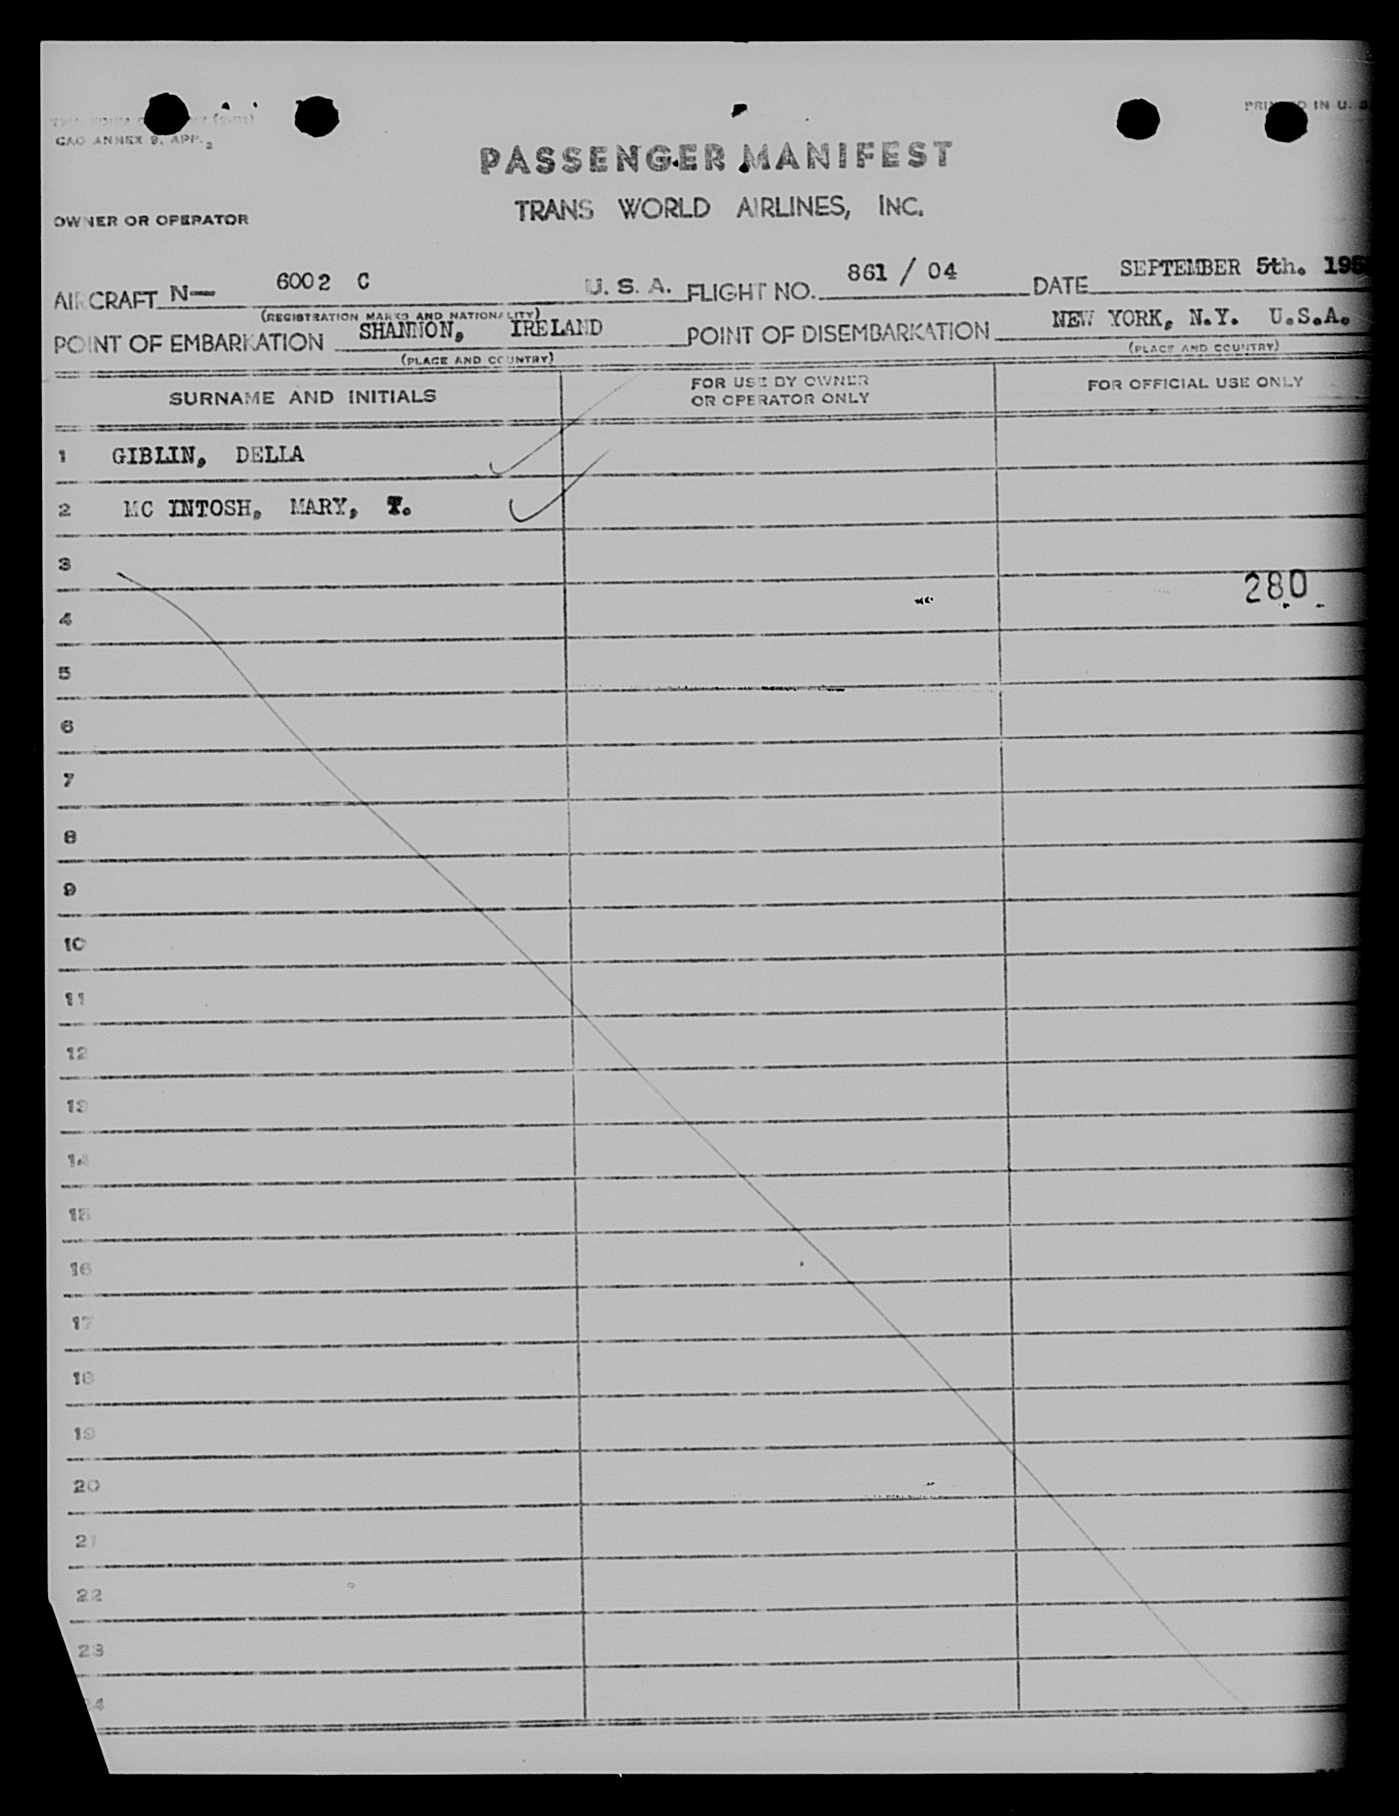 PRINTED IN U. S.
CAO ANNEX 9, APP. 2
PASSENGER MANIFEST
OWNER OR OPERATOR
TRANS WORLD AIRLINES, INC.
AIRCRAFT N— 6002 C U. S. A. FLIGHT NO. 861 / 04 DATE SEPTEMBER 5th. 195
(REGISTRATION MARKS AND NATIONALITY)
POINT OF EMBARKATION SHANNON, IRELAND POINT OF DISEMBARKATION NEW YORK, N.Y. U.S.A.
(PLACE AND COUNTRY) (PLACE AND COUNTRY)
SURNAME AND INITIALS FOR USE BY OWNER OR OPERATOR ONLY FOR OFFICIAL USE ONLY
1 GIBLIN, DELLA
2 MC INTOSH, MARY, T.
3
280
4
5
6
7
8
9
10
11
12
13
14
15
16
17
18
19
20
21
22
23
24